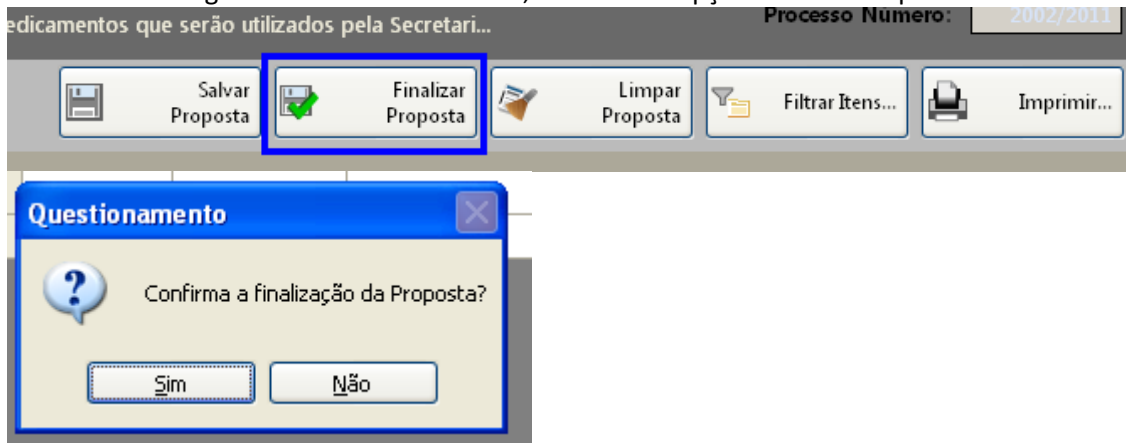 edicamentos que serão utilizados pela Secretari...
Processo Número: 2002/2011
Salvar
Proposta
Finalizar
Proposta
Limpar
Proposta
Filtrar Itens...
Imprimir...
Questionamento
Confirma a finalização da Proposta?
Sim
Não